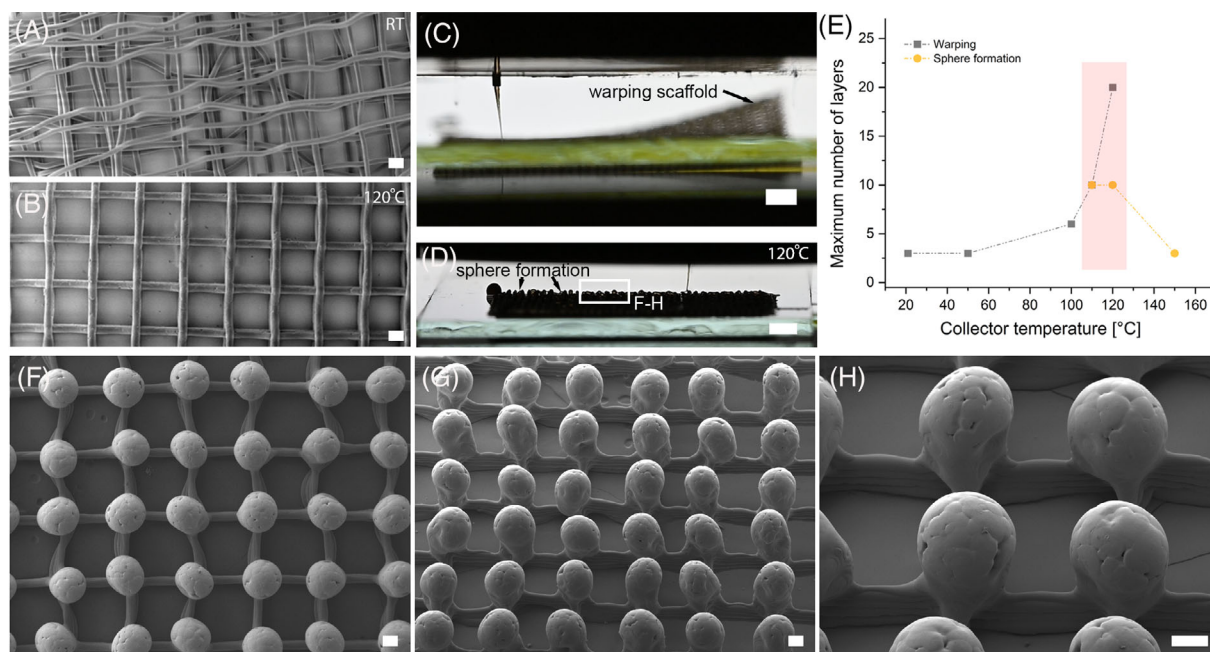 (A)
RT
(B)
120°C
(C)
warping scaffold
(D)
120°C
sphere formation
F-H
(E)
Warping
Sphere formation
Maximum number of layers
25
20
15
10
5
0
20 40 60 80 100 120 140 160
Collector temperature [°C]
(F)
(G)
(H)